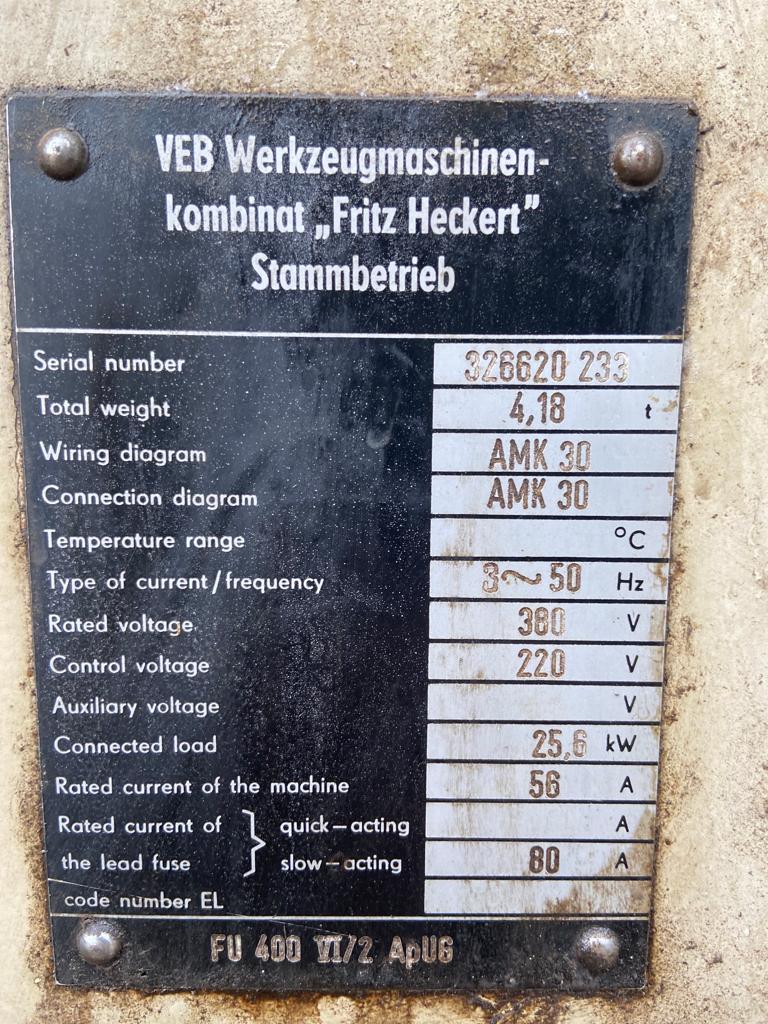 VEB Werkzeugmaschinen-
kombinat „Fritz Heckert”
Stammbetrieb
Serial number 326620 233
Total weight 4,18 t
Wiring diagram AMK 30
Connection diagram AMK 30
Temperature range °C
Type of current/frequency 3~50 Hz
Rated voltage 380 V
Control voltage 220 V
Auxiliary voltage V
Connected load 25,6 kW
Rated current of the machine 56 A
Rated current of } quick-acting A
the lead fuse slow-acting 80 A
code number EL
FU 400 VI/2 ApUG